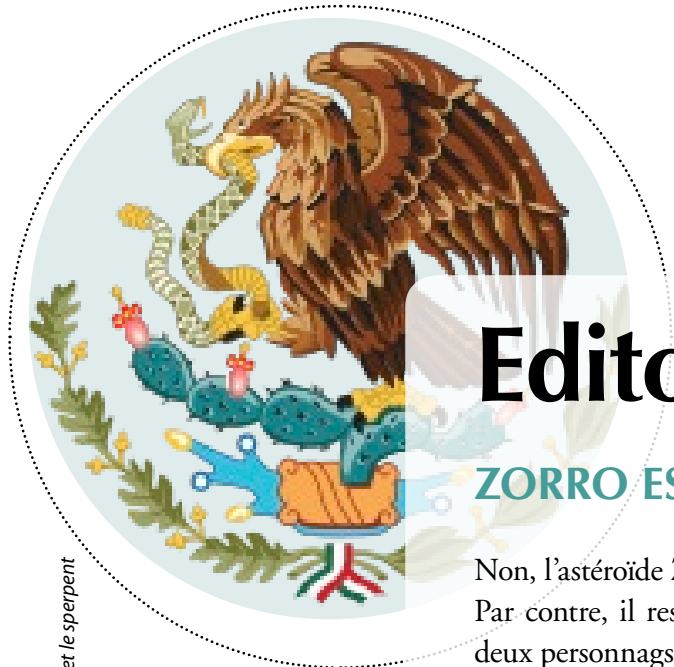 Edito
ZORRO ES
Non, l'astéroïde
Par contre, il res
deux personnags
et le sperpent